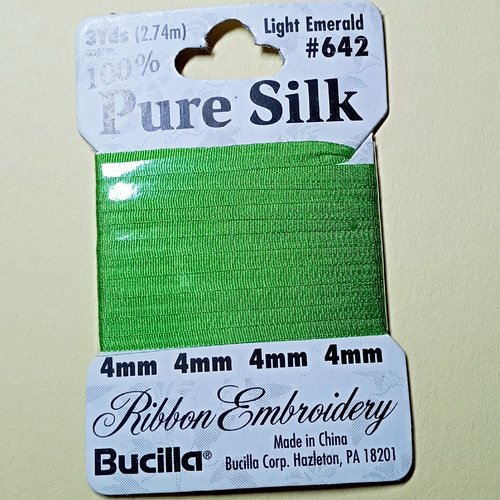 3Yds (2.74m) Light Emerald
#642
100%
Pure Silk
4mm 4mm 4mm 4mm
Ribbon Embroidery
Made in China
Bucilla® Bucilla Corp. Hazleton, PA 18201